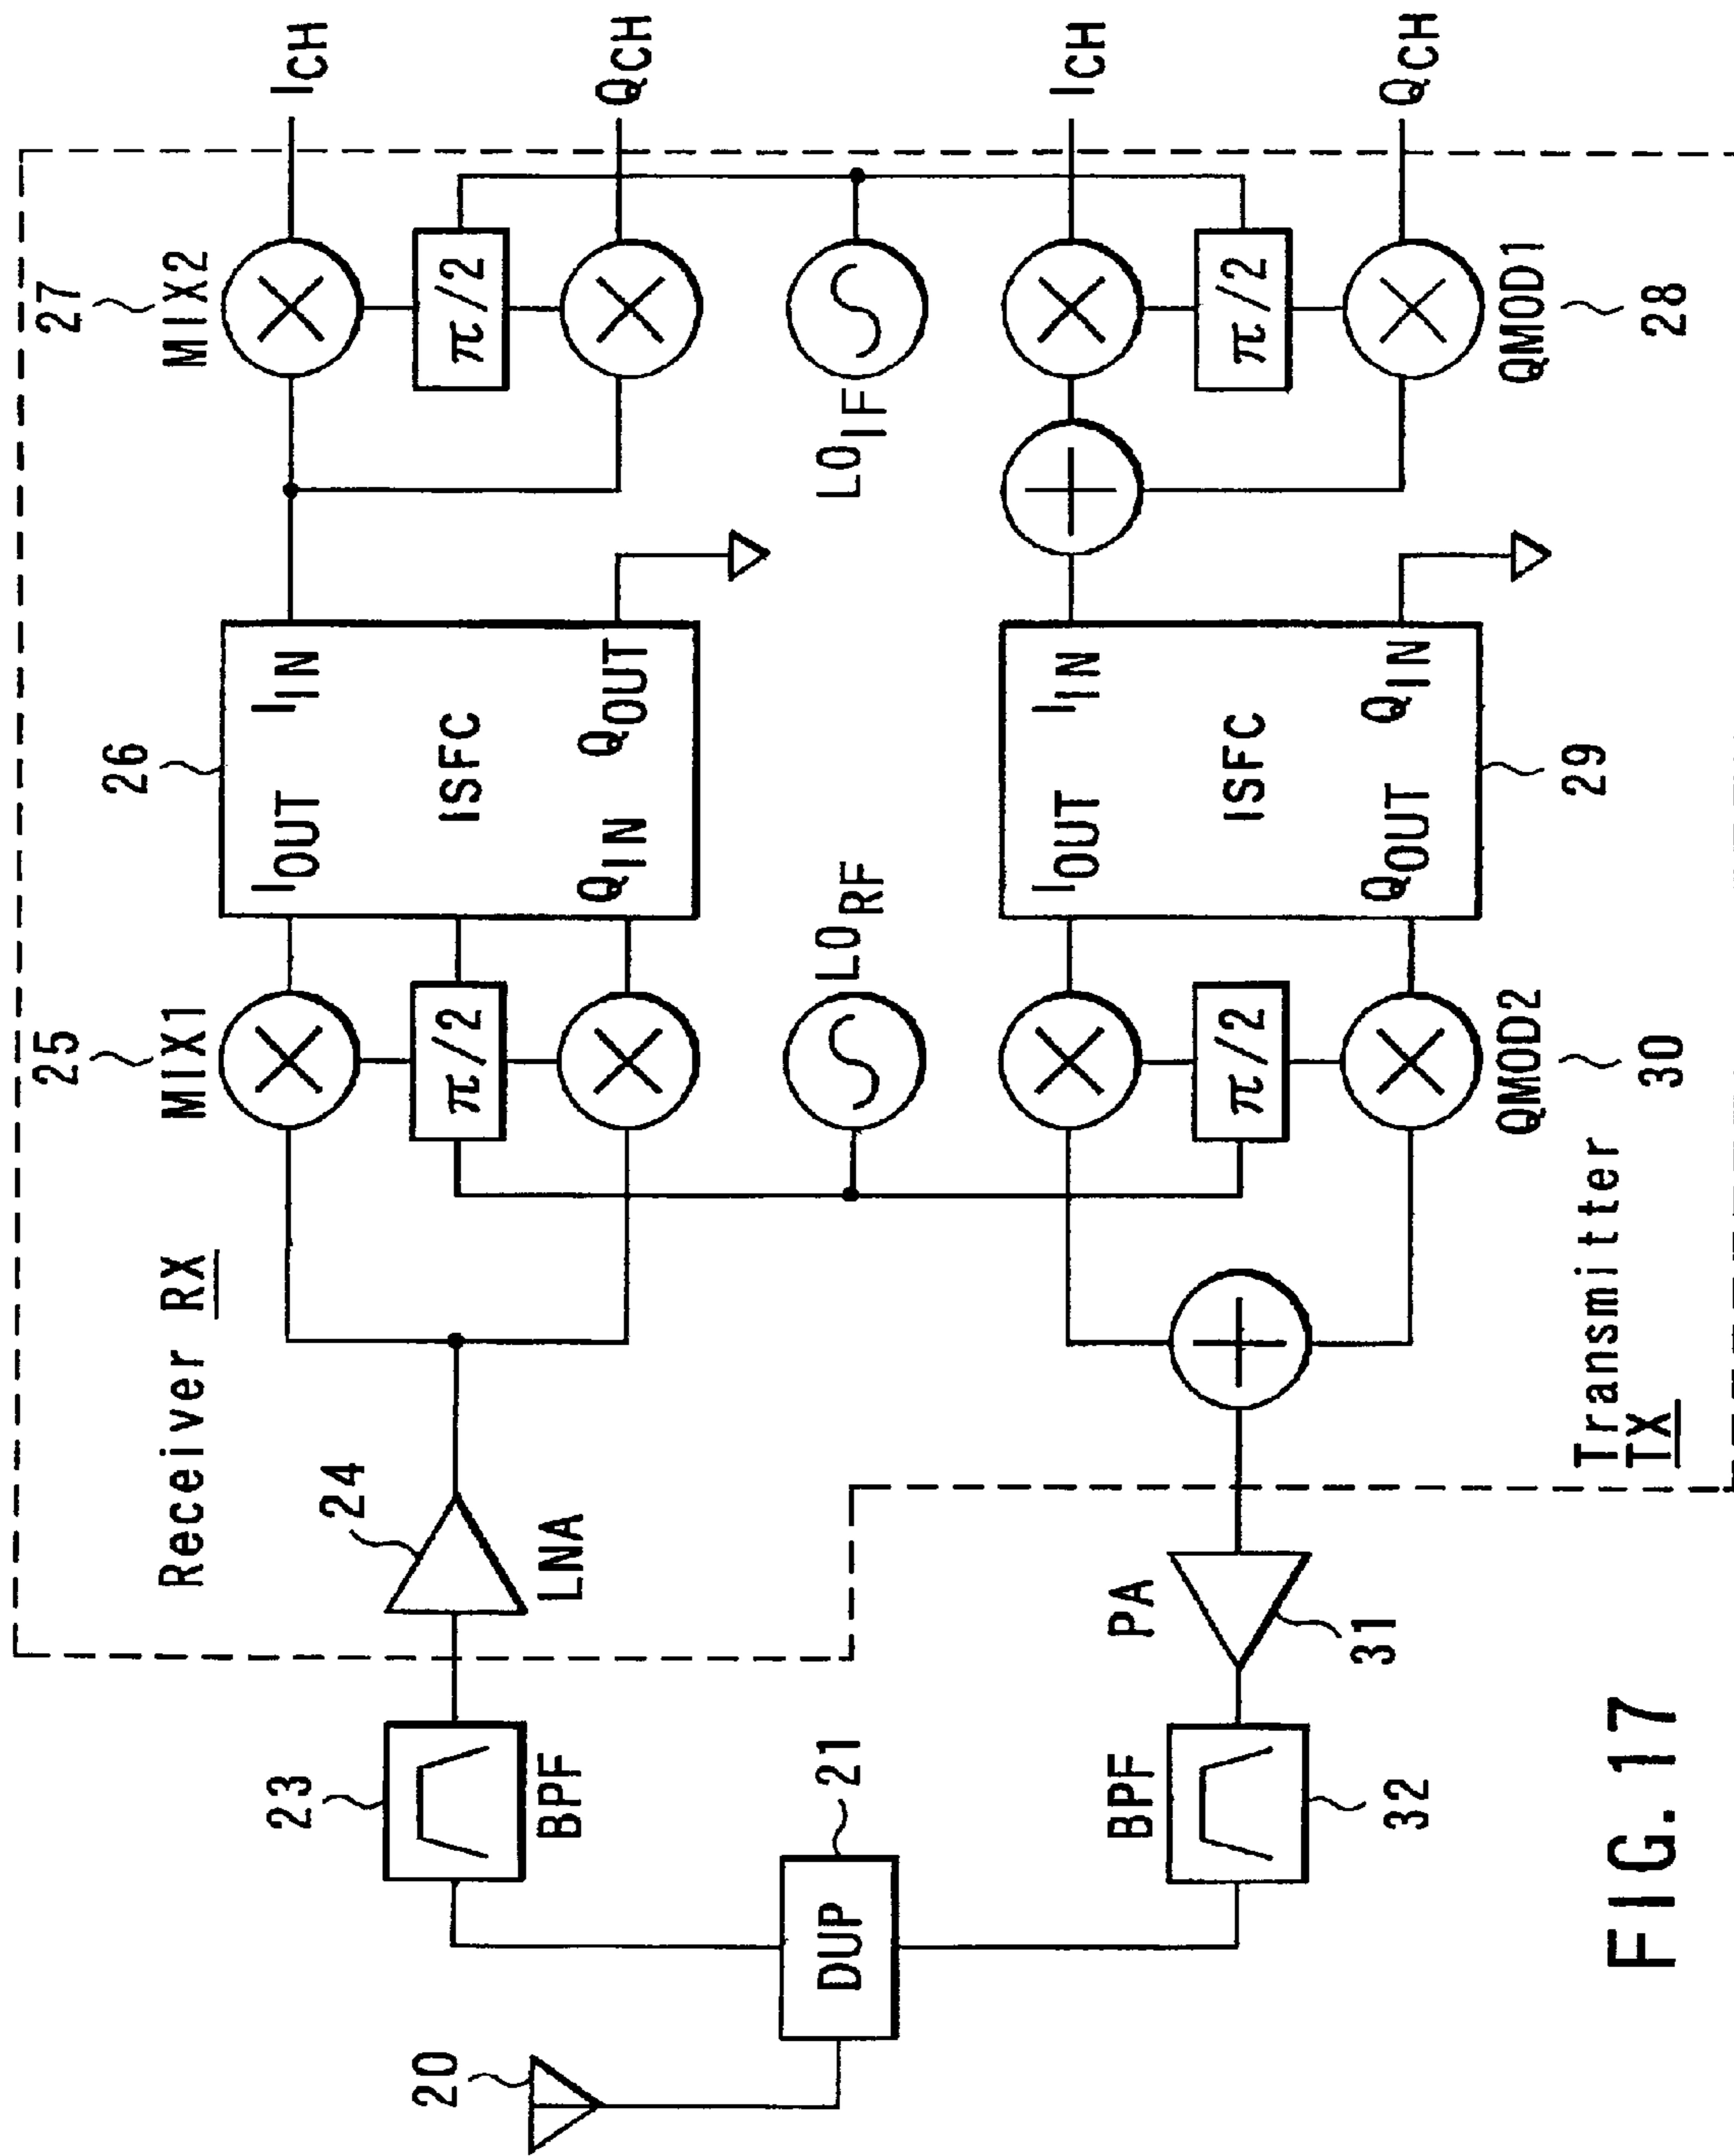 27
MIX2
I CH
Q CH
π/2
LO IF
I CH
Q CH
π/2
QMOD1
28
26
I OUT I IN
ISFC
Q IN Q OUT
I OUT I IN
ISFC
Q OUT Q IN
29
25
MIX1
π/2
LO RF
π/2
QMOD2
30
Receiver RX
24
LNA
Transmitter
TX
PA
31
23
BPF
21
DUP
BPF
32
20
FIG. 17